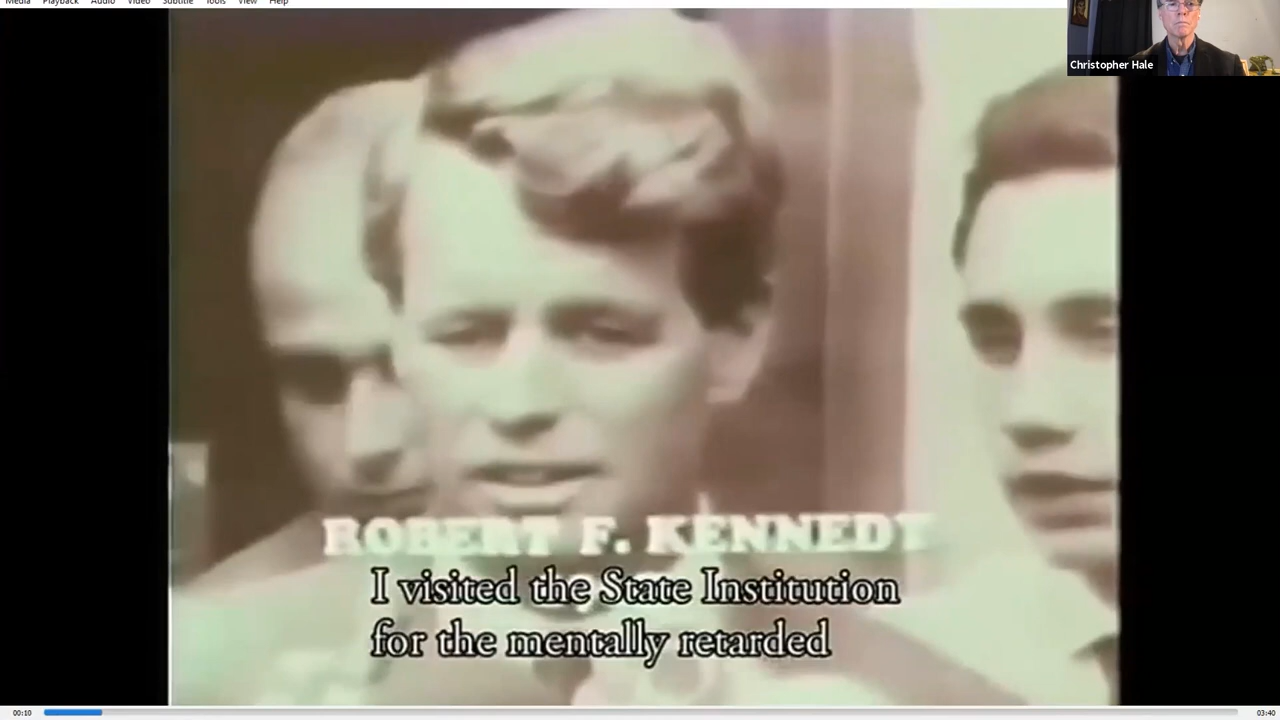 Media Playback Audio Video Subtitle Tools View Help
Christopher Hale
ROBERT F. KENNEDY
I visited the State Institution
for the mentally retarded
00:10
03:40